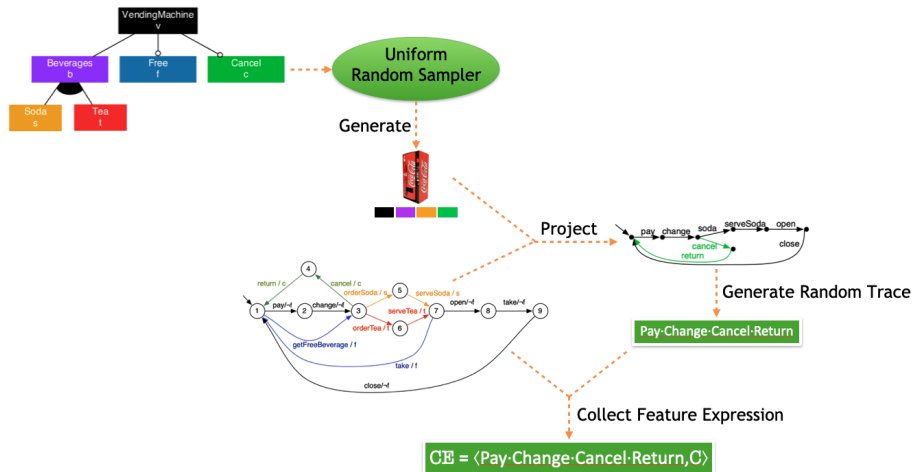 VendingMachine
v
Beverages
b
Free
f
Cancel
c
Soda
s
Tea
t
Uniform
Random Sampler
Generate
Coca-Cola
Project
pay
change
soda
serveSoda
open
cancel
return
close
4
return / c
cancel / c
orderSoda / s
5
serveSoda / s
1
pay/¬f
2
change/¬f
3
serveTea / t
7
open/¬f
8
take/¬f
9
orderTea / t
6
getFreeBeverage / f
take / f
close/¬f
Generate Random Trace
Pay·Change·Cancel·Return
Collect Feature Expression
CE = ⟨Pay·Change·Cancel·Return,C⟩